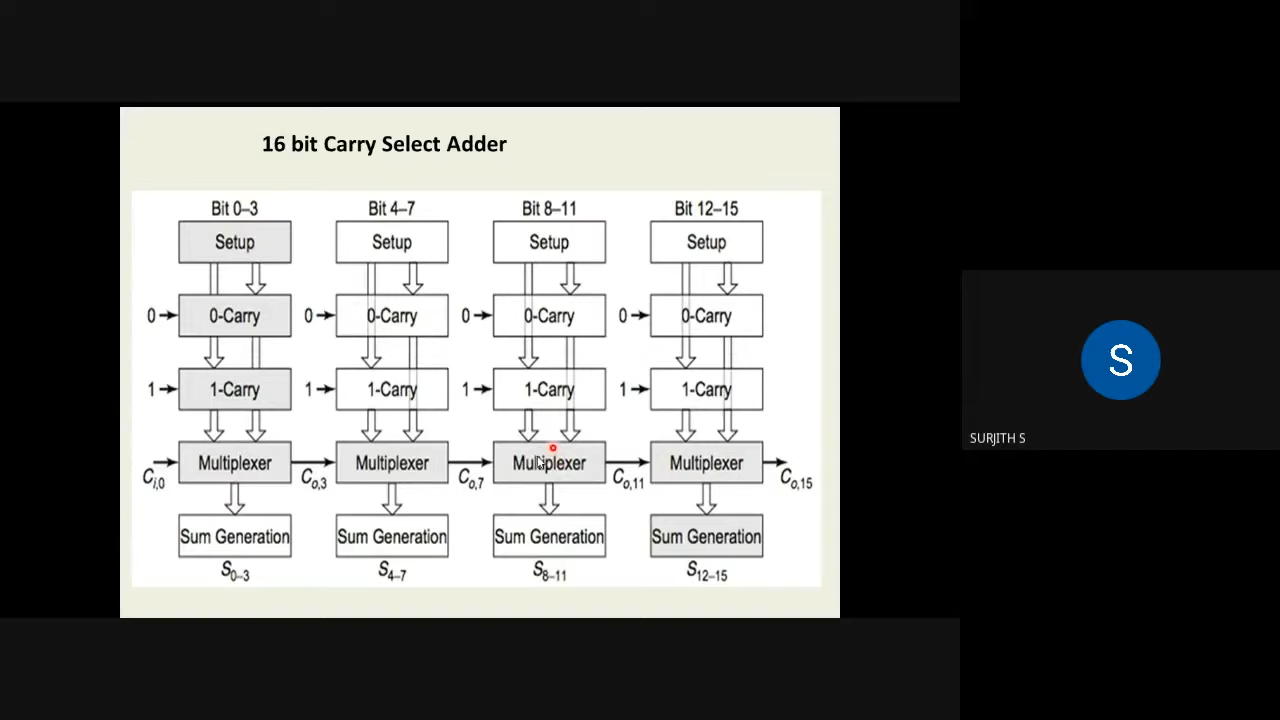 16 bit Carry Select Adder
Bit 0–3 Bit 4–7 Bit 8–11 Bit 12–15
Setup Setup Setup Setup
0 0-Carry 0 0-Carry 0 0-Carry 0 0-Carry
1 1-Carry 1 1-Carry 1 1-Carry 1 1-Carry
Multiplexer Multiplexer Multiplexer Multiplexer
Ci,0 Co,3 Co,7 Co,11 Co,15
Sum Generation Sum Generation Sum Generation Sum Generation
S0–3 S4–7 S8–11 S12–15
S
SURJITH S